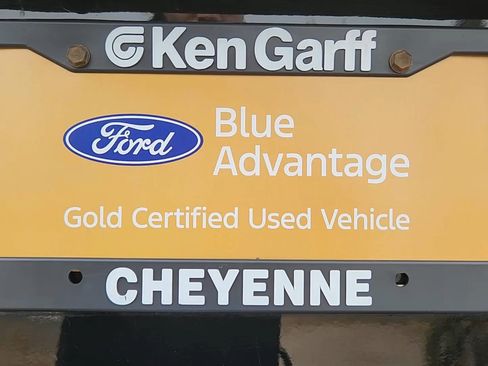 Ken Garff
Ford
Blue
Advantage
Gold Certified Used Vehicle
CHEYENNE